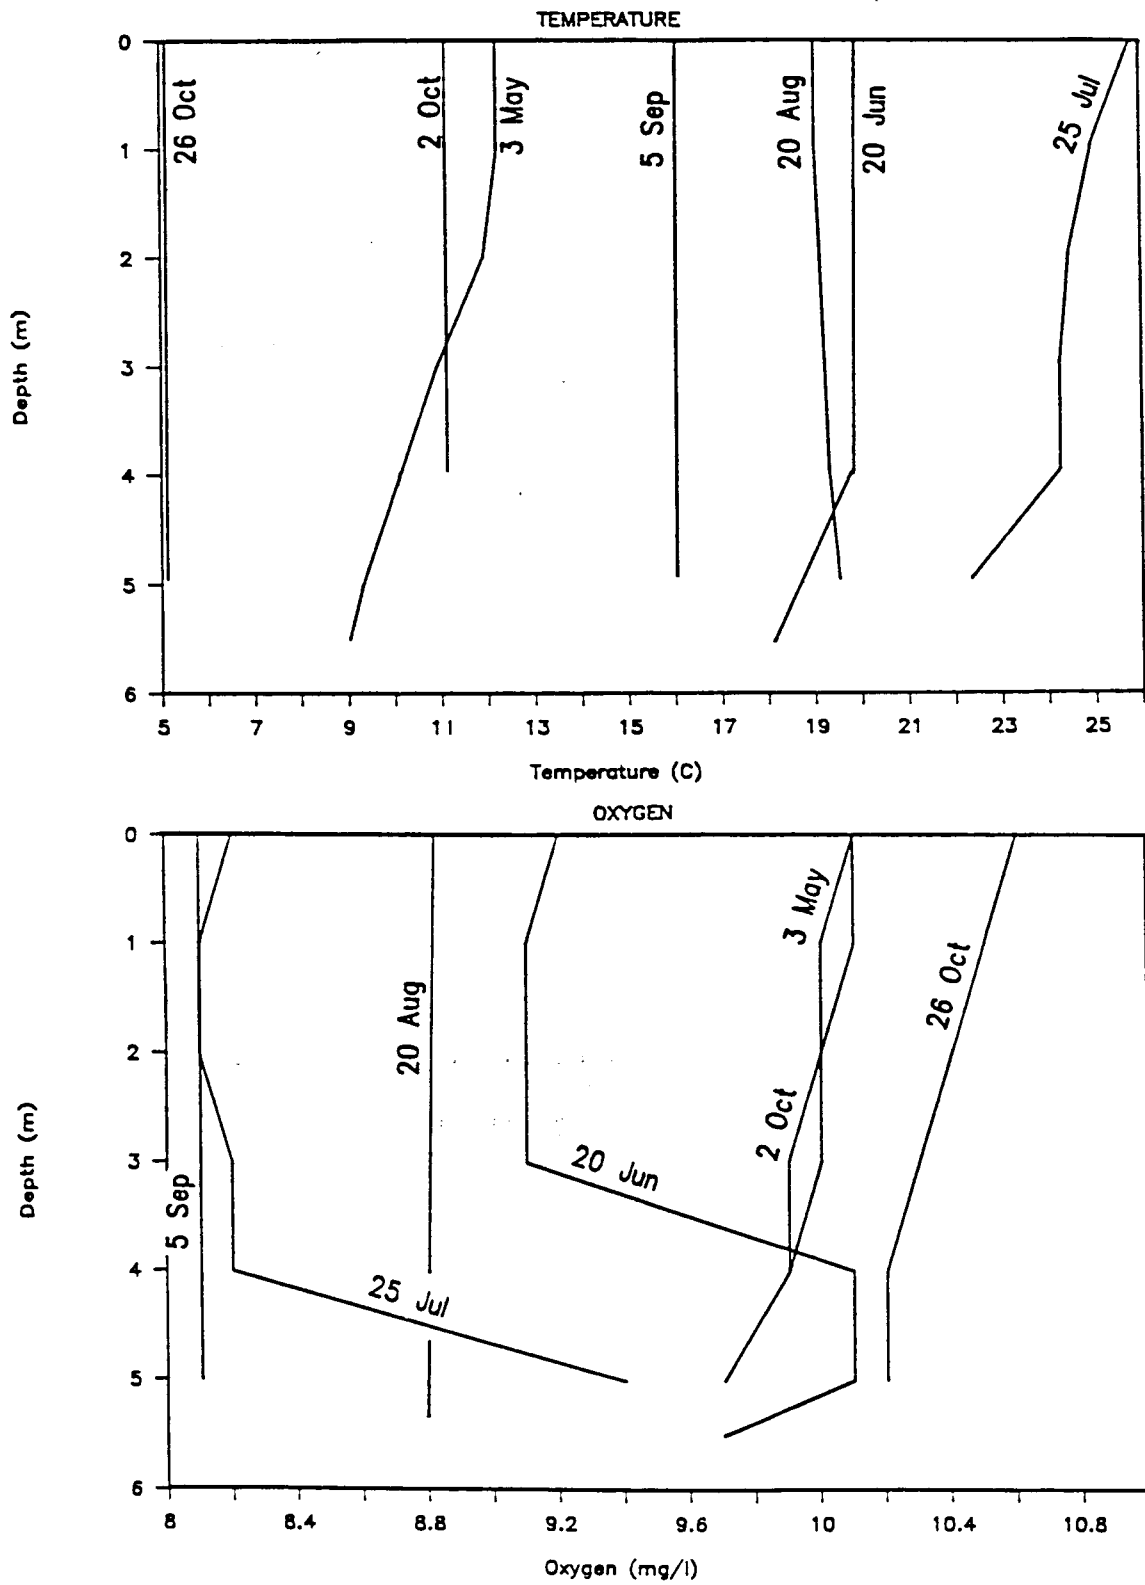 TEMPERATURE
0
1
2
3
4
5
6
Depth (m)
26 Oct
2 Oct
3 May
5 Sep
20 Aug
20 Jun
25 Jul
5 7 9 11 13 15 17 19 21 23 25
Temperature (C)
OXYGEN
0
1
2
3
4
5
6
Depth (m)
5 Sep
25 Jul
20 Aug
20 Jun
2 Oct
3 May
26 Oct
8 8.4 8.8 9.2 9.6 10 10.4 10.8
Oxygen (mg/l)